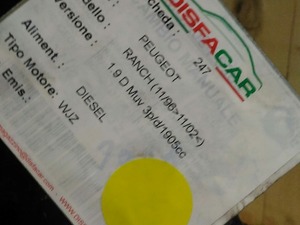 DISFACAR
Scheda: 247
Modello: PEUGEOT
Versione: RANCH (11/96>11/02<)
1.9 D Muv 3p/d/1905cc
Aliment.: DIESEL
Tipo Motore: WJZ
Emis.: